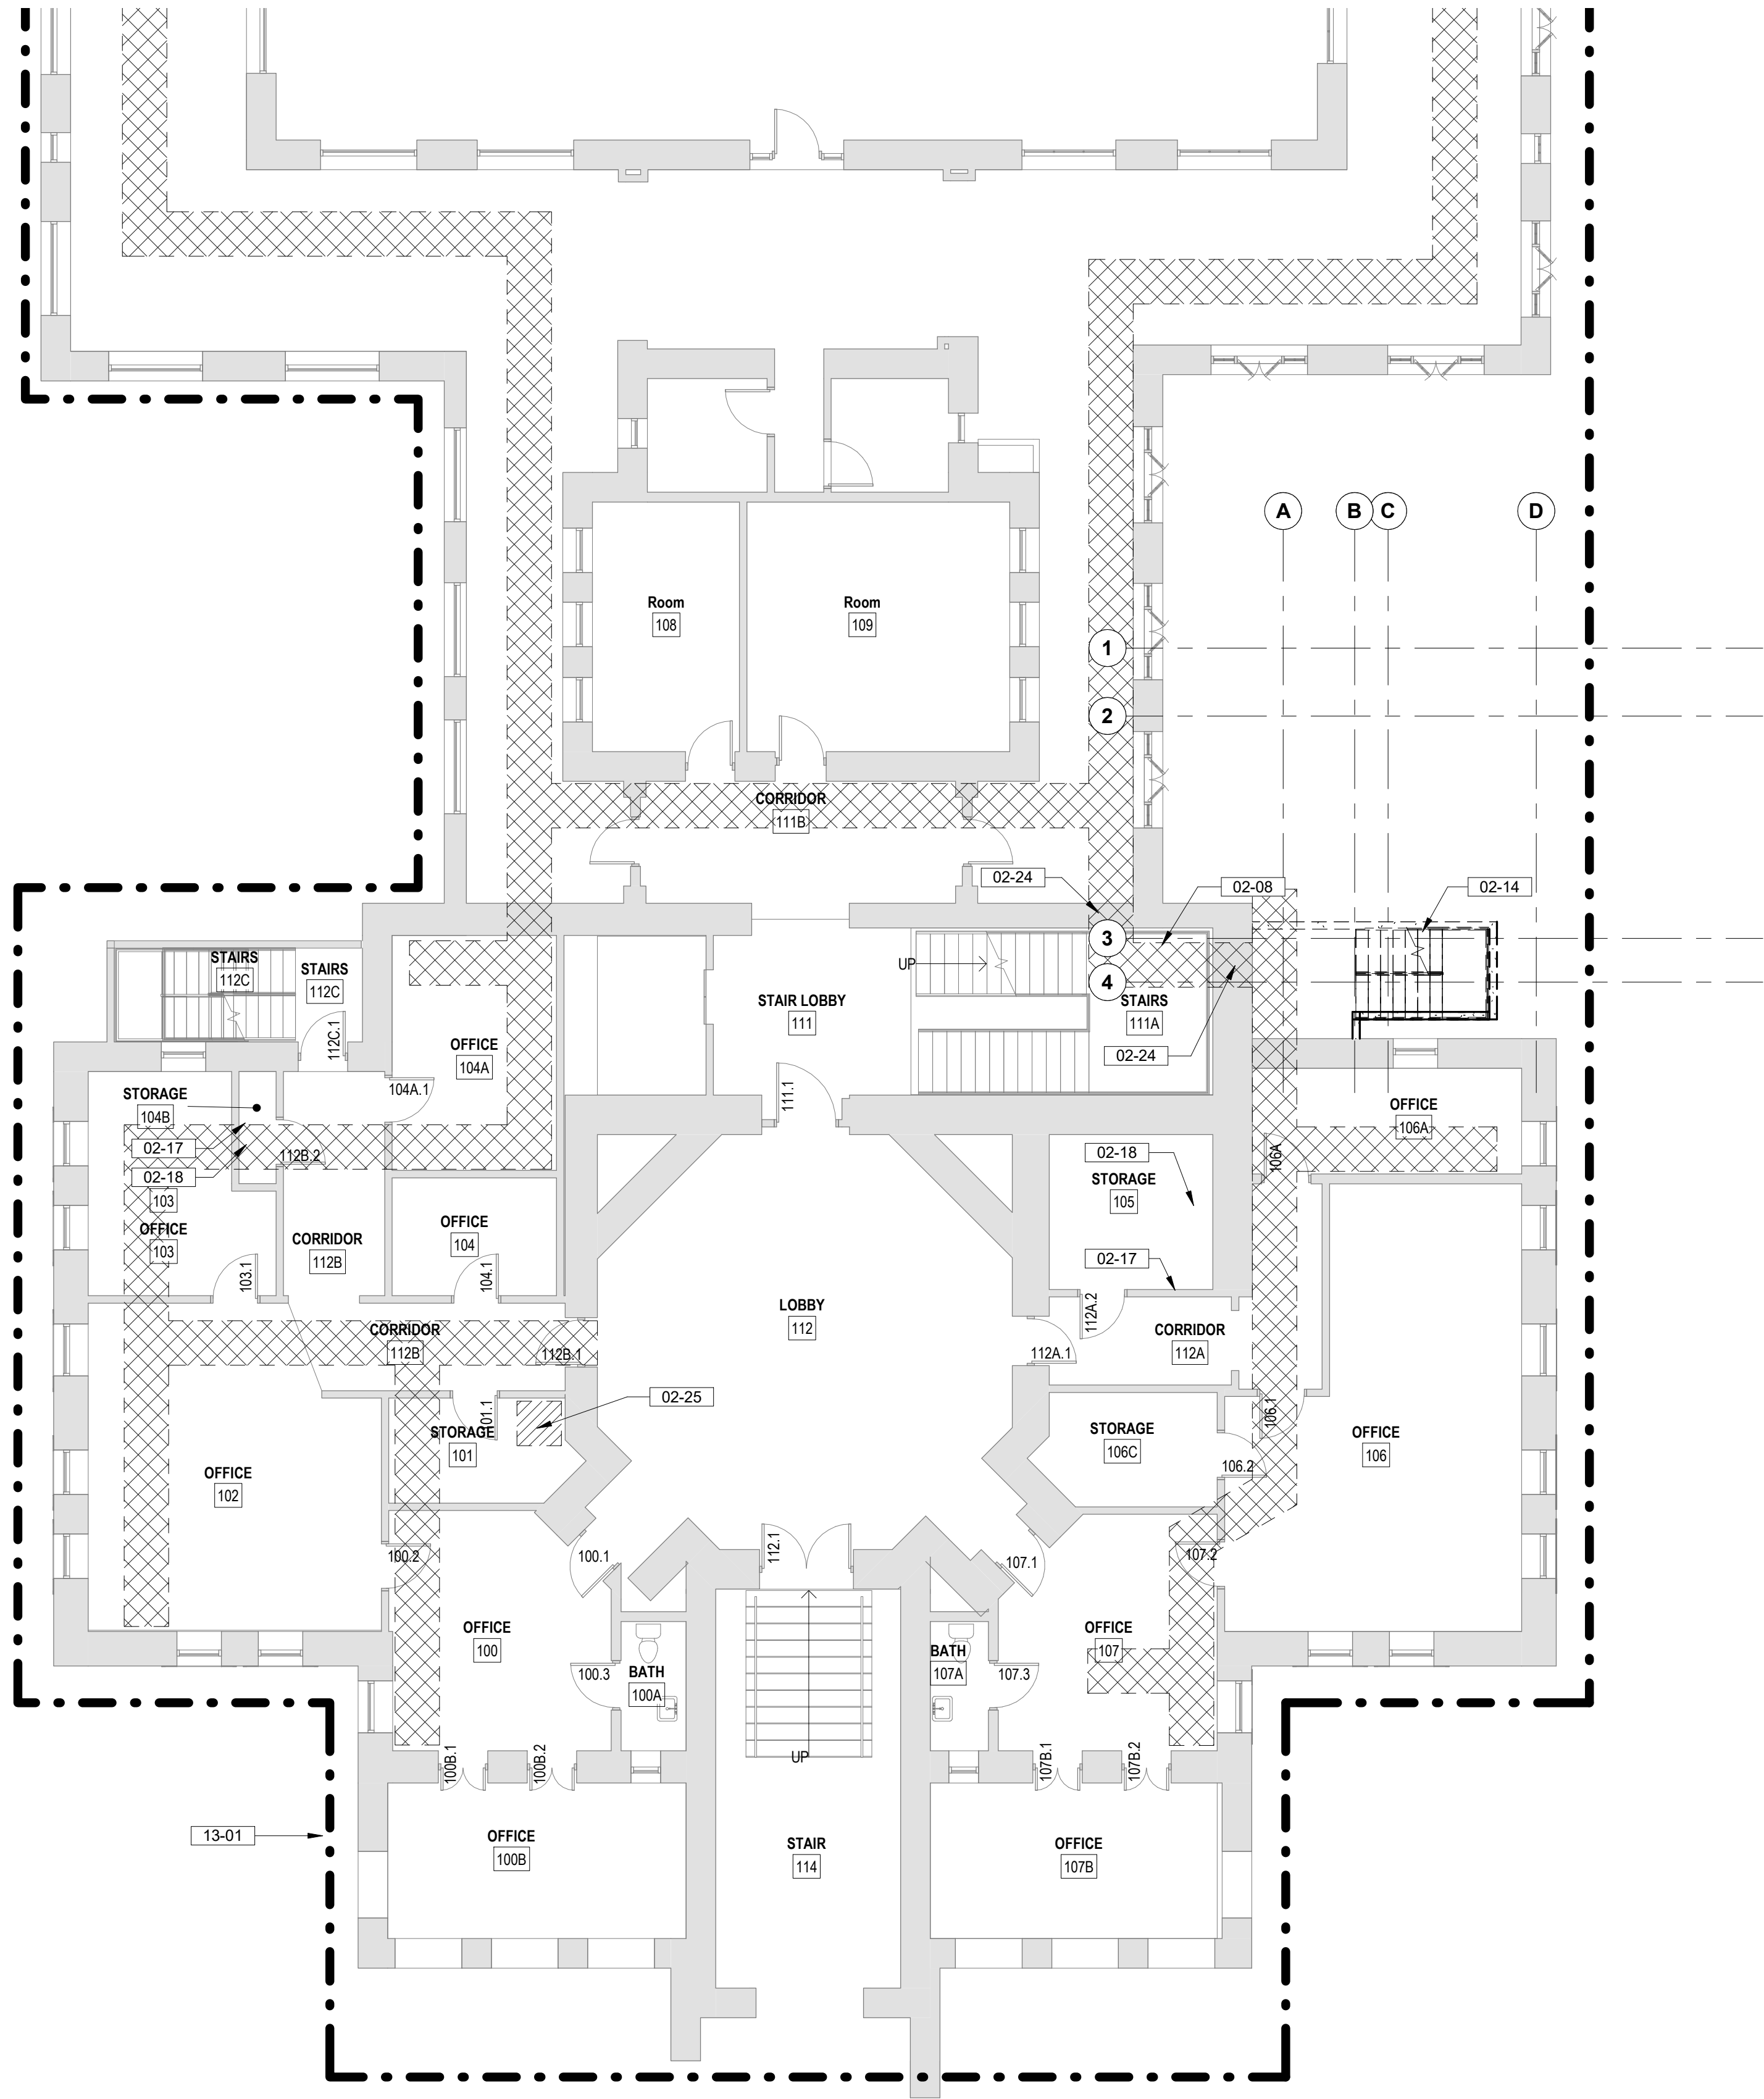 A
B
C
D
Room
108
Room
109
1
2
CORRIDOR
111B
02-24
02-08
02-14
3
UP
4
STAIRS
112C
STAIRS
112C
STAIR LOBBY
111
STAIRS
111A
112C.1
OFFICE
104A
02-24
104A.1
111.1
STORAGE
104B
OFFICE
106A
02-17
112B.2
02-18
103
02-18
STORAGE
105
106A
OFFICE
103
CORRIDOR
112B
OFFICE
104
02-17
103.1
104.1
LOBBY
112
112A.2
CORRIDOR
112B
112B.1
112A.1
CORRIDOR
112A
02-25
101.1
STORAGE
101
STORAGE
106C
106.1
106.2
OFFICE
106
OFFICE
102
100.2
100.1
112.1
107.1
107.2
OFFICE
100
100.3
BATH
100A
BATH
107A
107.3
OFFICE
107
100B.1
100B.2
UP
107B.1
107B.2
13-01
OFFICE
100B
STAIR
114
OFFICE
107B